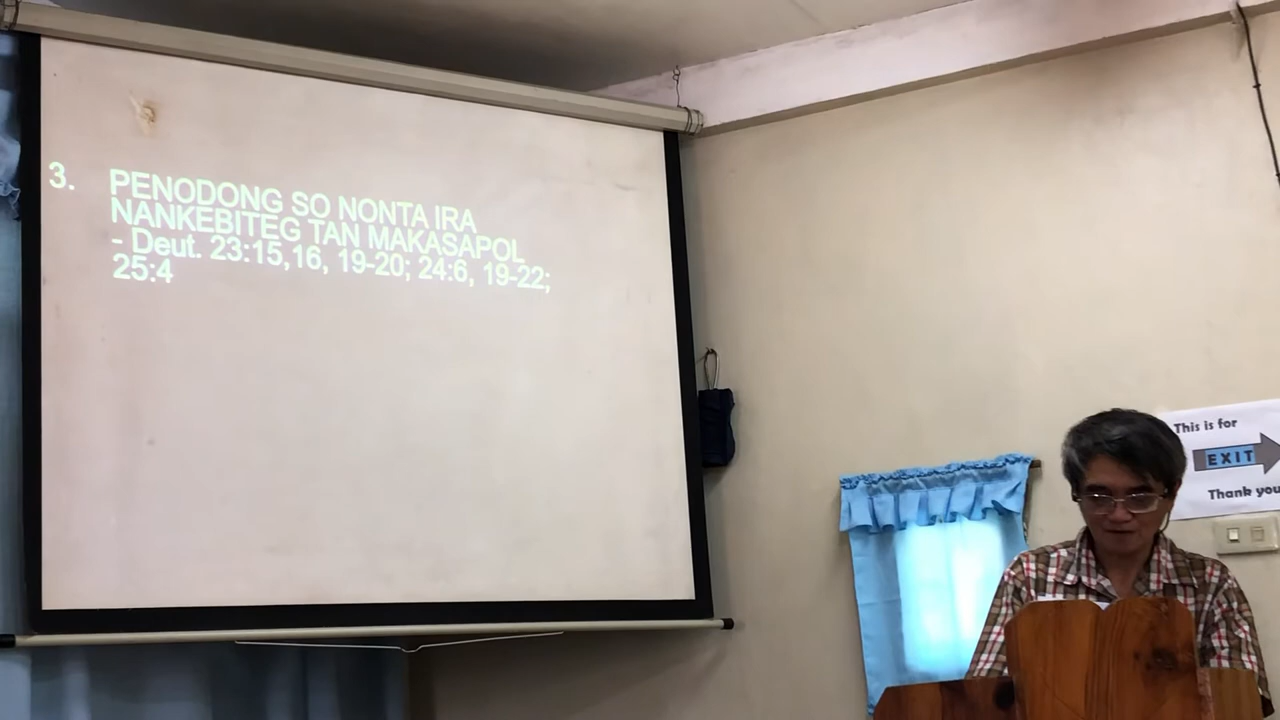 3. PENODONG SO NONTA IRA
NANKEBITEG TAN MAKASAPOL
- Deut. 23:15,16, 19-20; 24:6, 19-22;
25:4
This is for
EXIT
Thank you